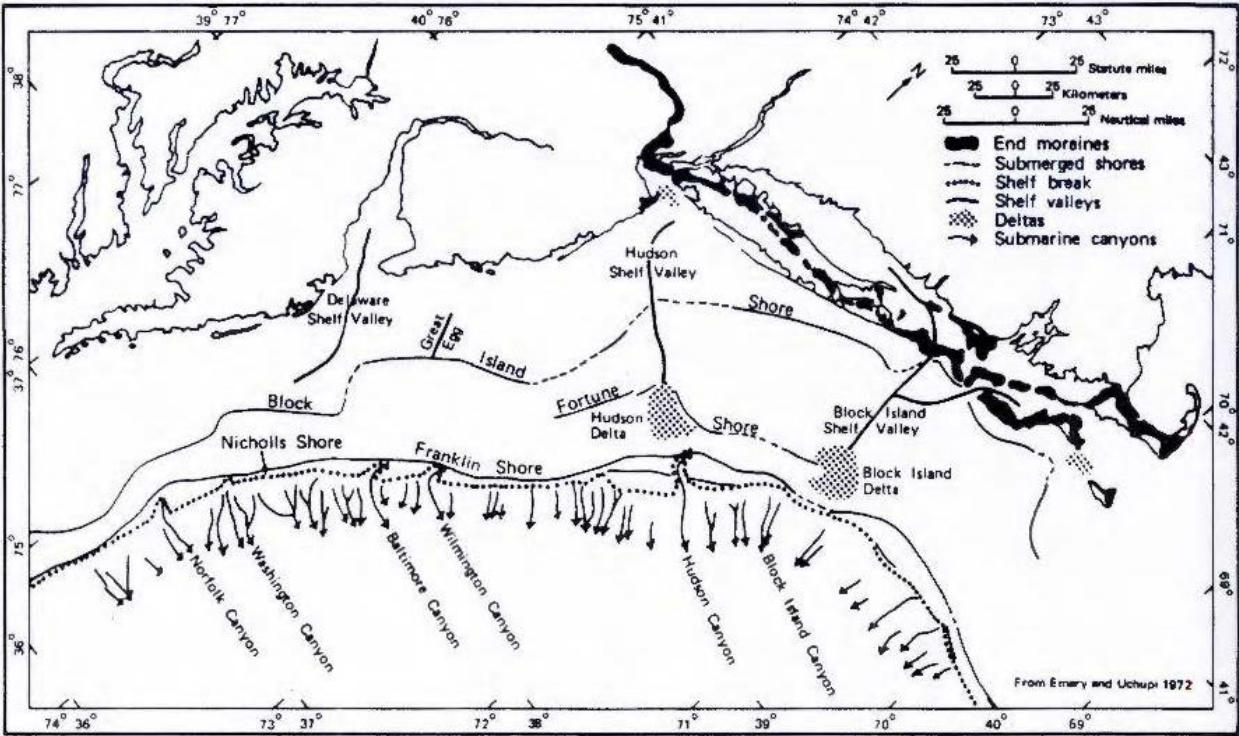 39° 77°
40° 76°
75° 41°
74° 42°
73° 43°
38°
77°
76°
37°
75°
36°
72°
43°
71°
70°
42°
69°
41°
N
25 0 25
Statute miles
25 0 25
Kilometers
25 0 25
Nautical miles
End moraines
Submerged shores
Shelf break
Shelf valleys
Deltas
Submarine canyons
Hudson
Shelf Valley
Delaware
Shelf Valley
Great
Egg
Block Island Shore
Fortune Shore
Hudson
Delta
Block Island
Shelf Valley
Block Island
Delta
Nicholls Shore
Franklin Shore
Norfolk Canyon
Washington Canyon
Baltimore Canyon
Wilmington Canyon
Hudson Canyon
Block Island Canyon
From Emery and Uchupi 1972
74° 36°
73° 37°
72° 38°
71° 39°
70° 40°
69°